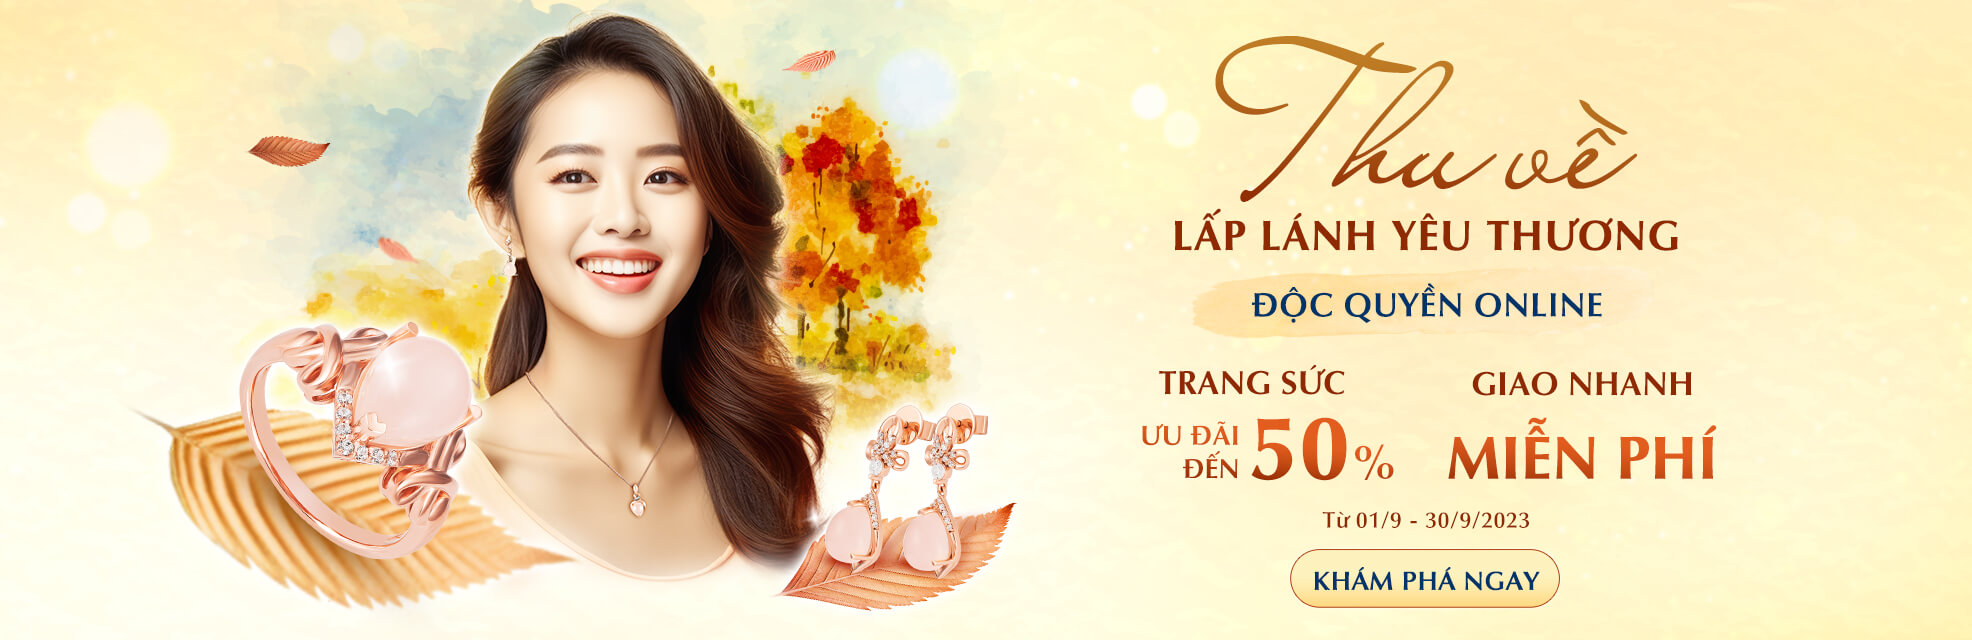 Thu về
LẤP LÁNH YÊU THƯƠNG
ĐỘC QUYỀN ONLINE
TRANG SỨC
ƯU ĐÃI
ĐẾN
50%
GIAO NHANH
MIỄN PHÍ
Từ 01/9 - 30/9/2023
KHÁM PHÁ NGAY